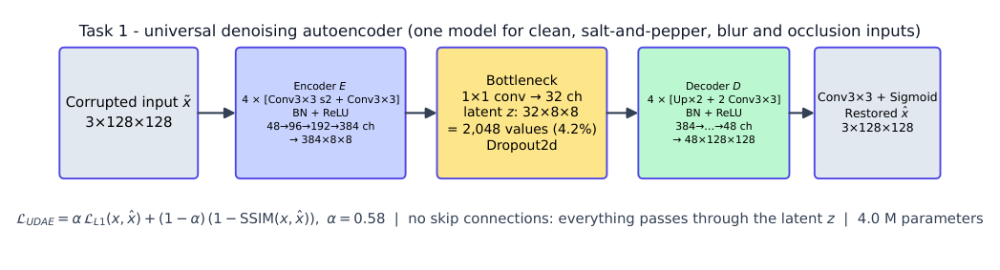 Task 1 - universal denoising autoencoder (one model for clean, salt-and-pepper, blur and occlusion inputs)
Corrupted input x̃
3×128×128
Encoder E
4 × [Conv3×3 s2 + Conv3×3]
BN + ReLU
48→96→192→384 ch
→ 384×8×8
Bottleneck
1×1 conv → 32 ch
latent z: 32×8×8
= 2,048 values (4.2%)
Dropout2d
Decoder D
4 × [Up×2 + 2 Conv3×3]
BN + ReLU
384→...→48 ch
→ 48×128×128
Conv3×3 + Sigmoid
Restored x̂
3×128×128
ℒ_UDAE = α ℒ_L1(x, x̂) + (1 − α) (1 − SSIM(x, x̂)), α = 0.58 | no skip connections: everything passes through the latent z | 4.0 M parameters